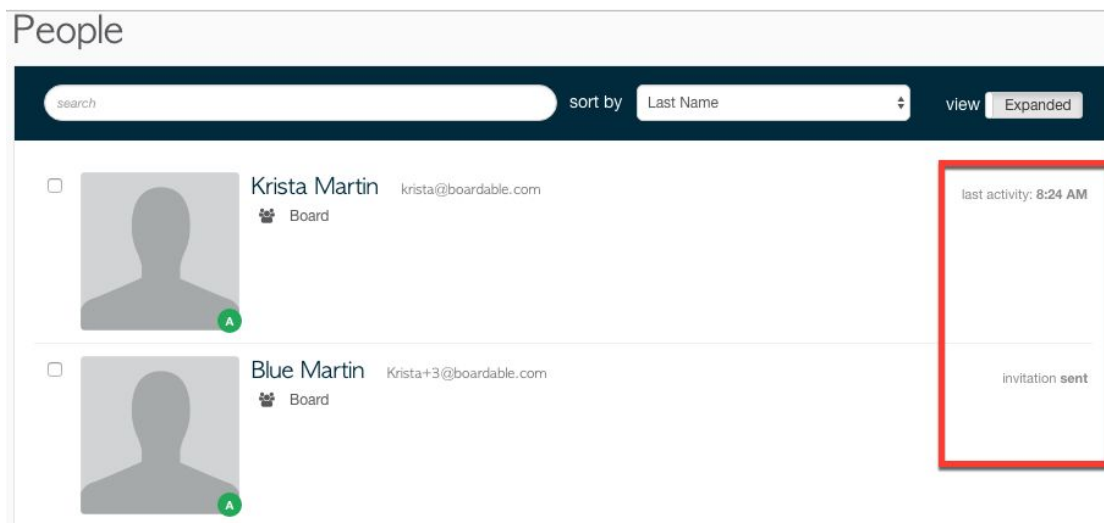 People
search sort by Last Name view Expanded
Krista Martin krista@boardable.com last activity: 8:24 AM
Board
A
Blue Martin Krista+3@boardable.com invitation sent
Board
A